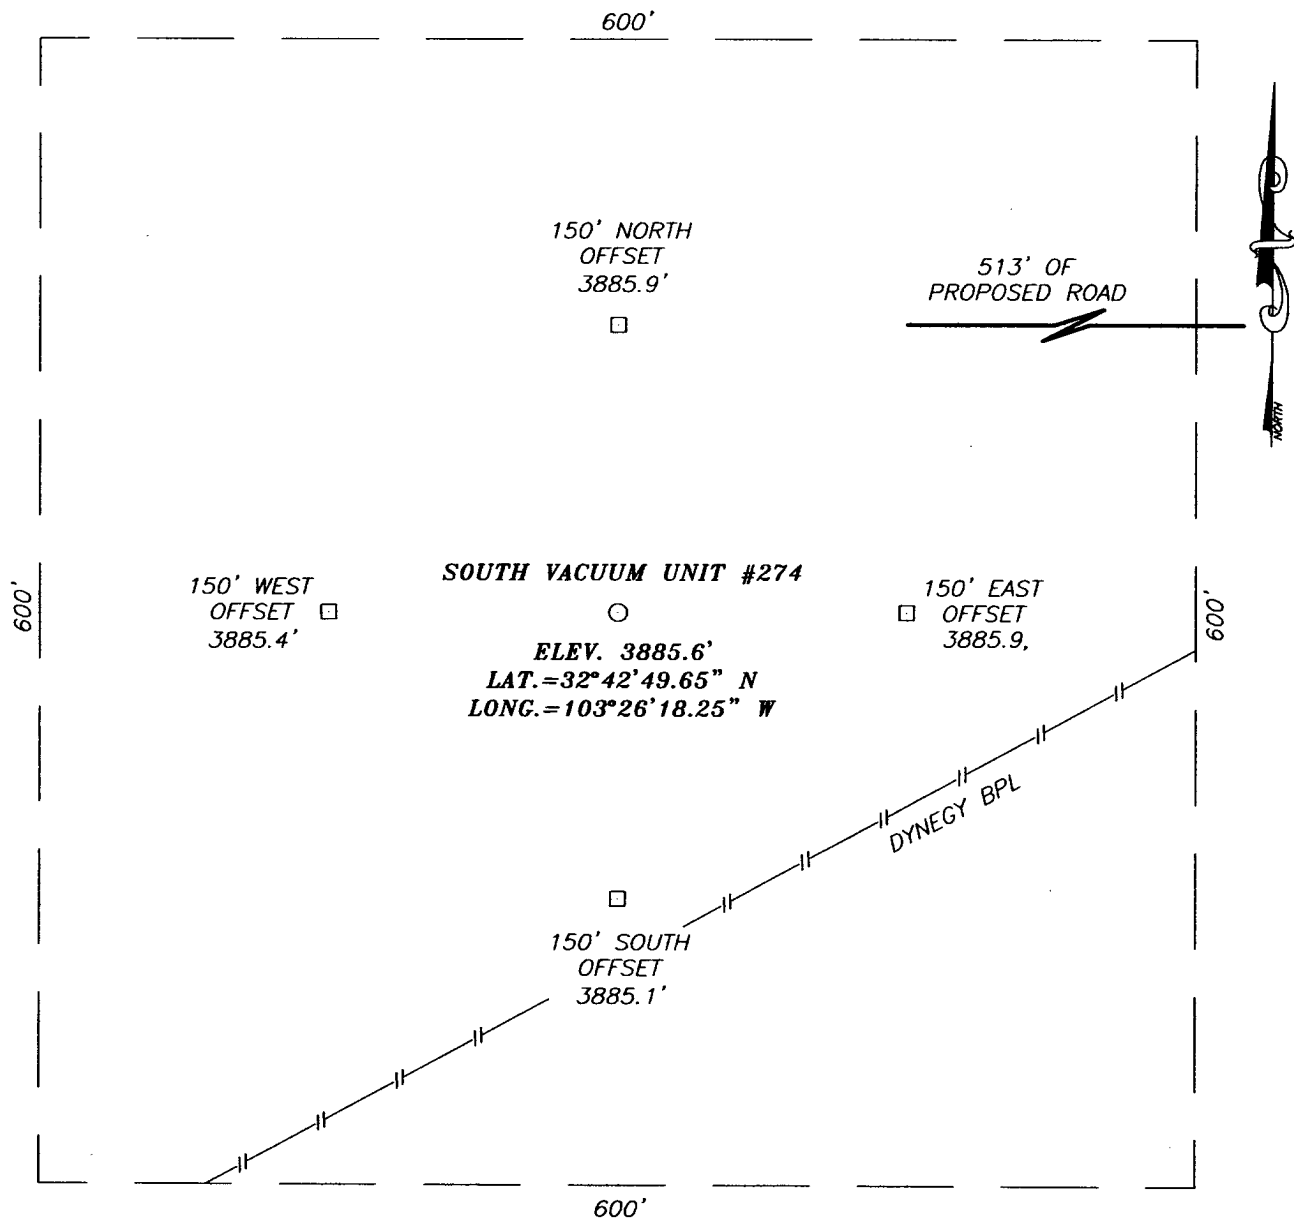 600'
150' NORTH
OFFSET
3885.9'
513' OF
PROPOSED ROAD
NORTH
600'
150' WEST
OFFSET
3885.4'
SOUTH VACUUM UNIT #274
ELEV. 3885.6'
LAT.=32°42'49.65" N
LONG.=103°26'18.25" W
150' EAST
OFFSET
3885.9,
600'
DYNEGY BPL
150' SOUTH
OFFSET
3885.1'
600'